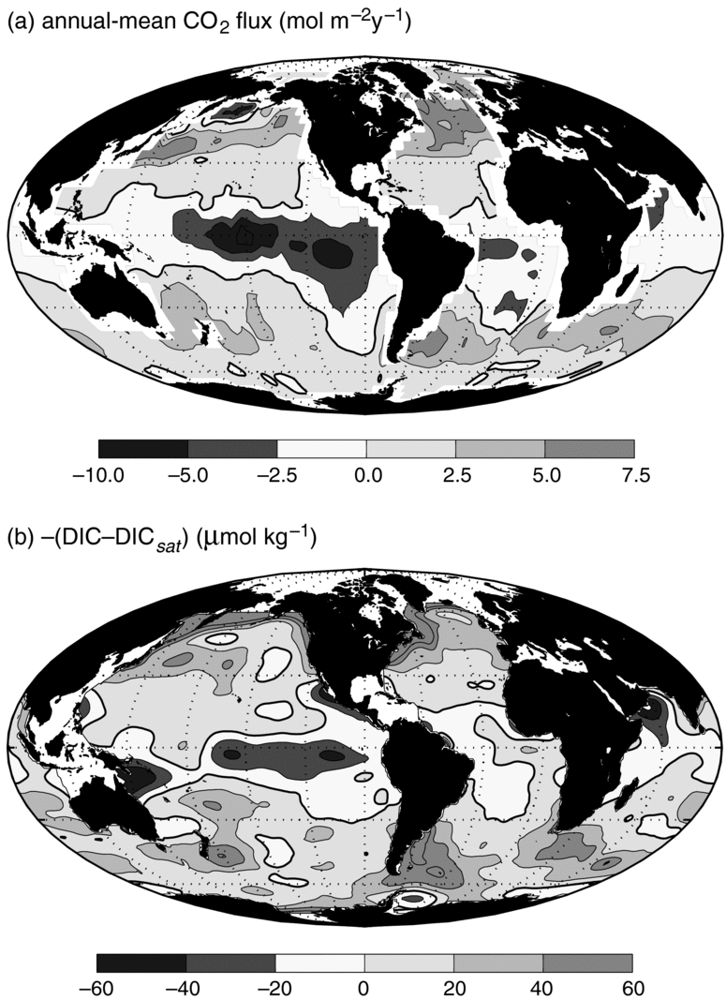 (a) annual-mean CO₂ flux (mol m⁻²y⁻¹)
−10.0 −5.0 −2.5 0.0 2.5 5.0 7.5
(b) −(DIC−DICₛₐₜ) (μmol kg⁻¹)
−60 −40 −20 0 20 40 60